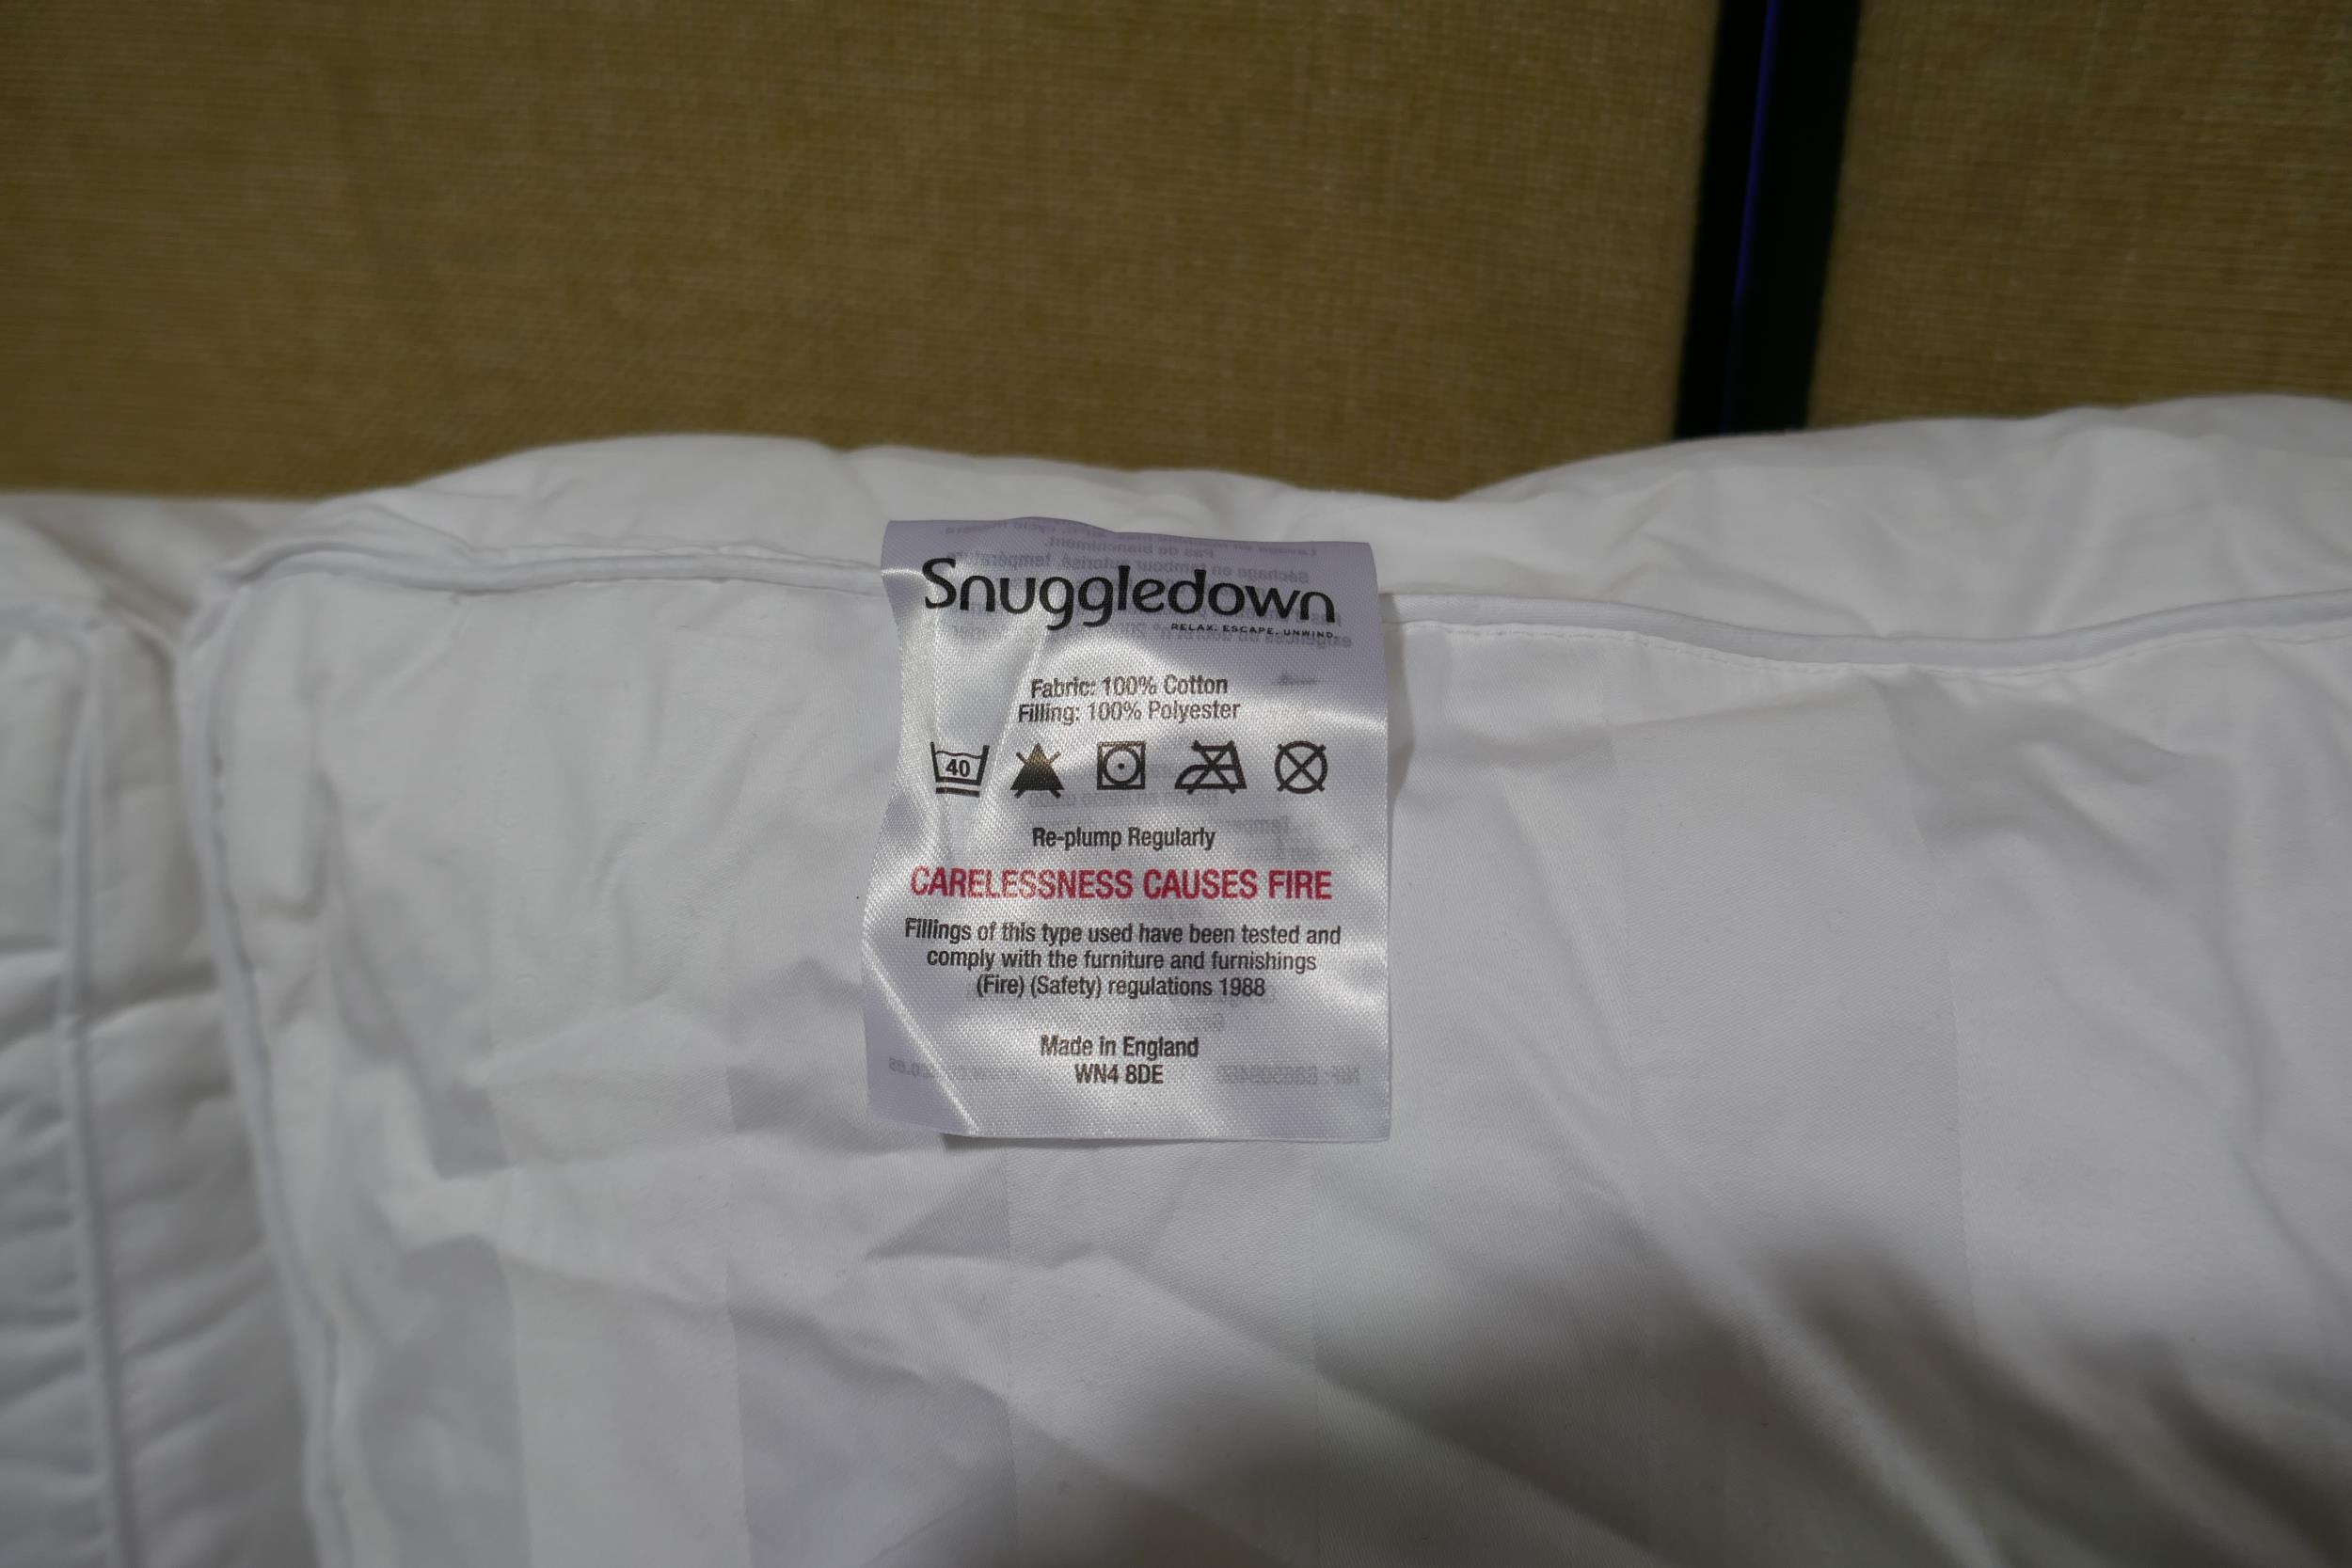 Snuggledown
RELAX. ESCAPE. UNWIND.
Fabric: 100% Cotton
Filling: 100% Polyester
40
Re-plump Regularly
CARELESSNESS CAUSES FIRE
Fillings of this type used have been tested and
comply with the furniture and furnishings
(Fire) (Safety) regulations 1988
Made in England
WN4 8DE